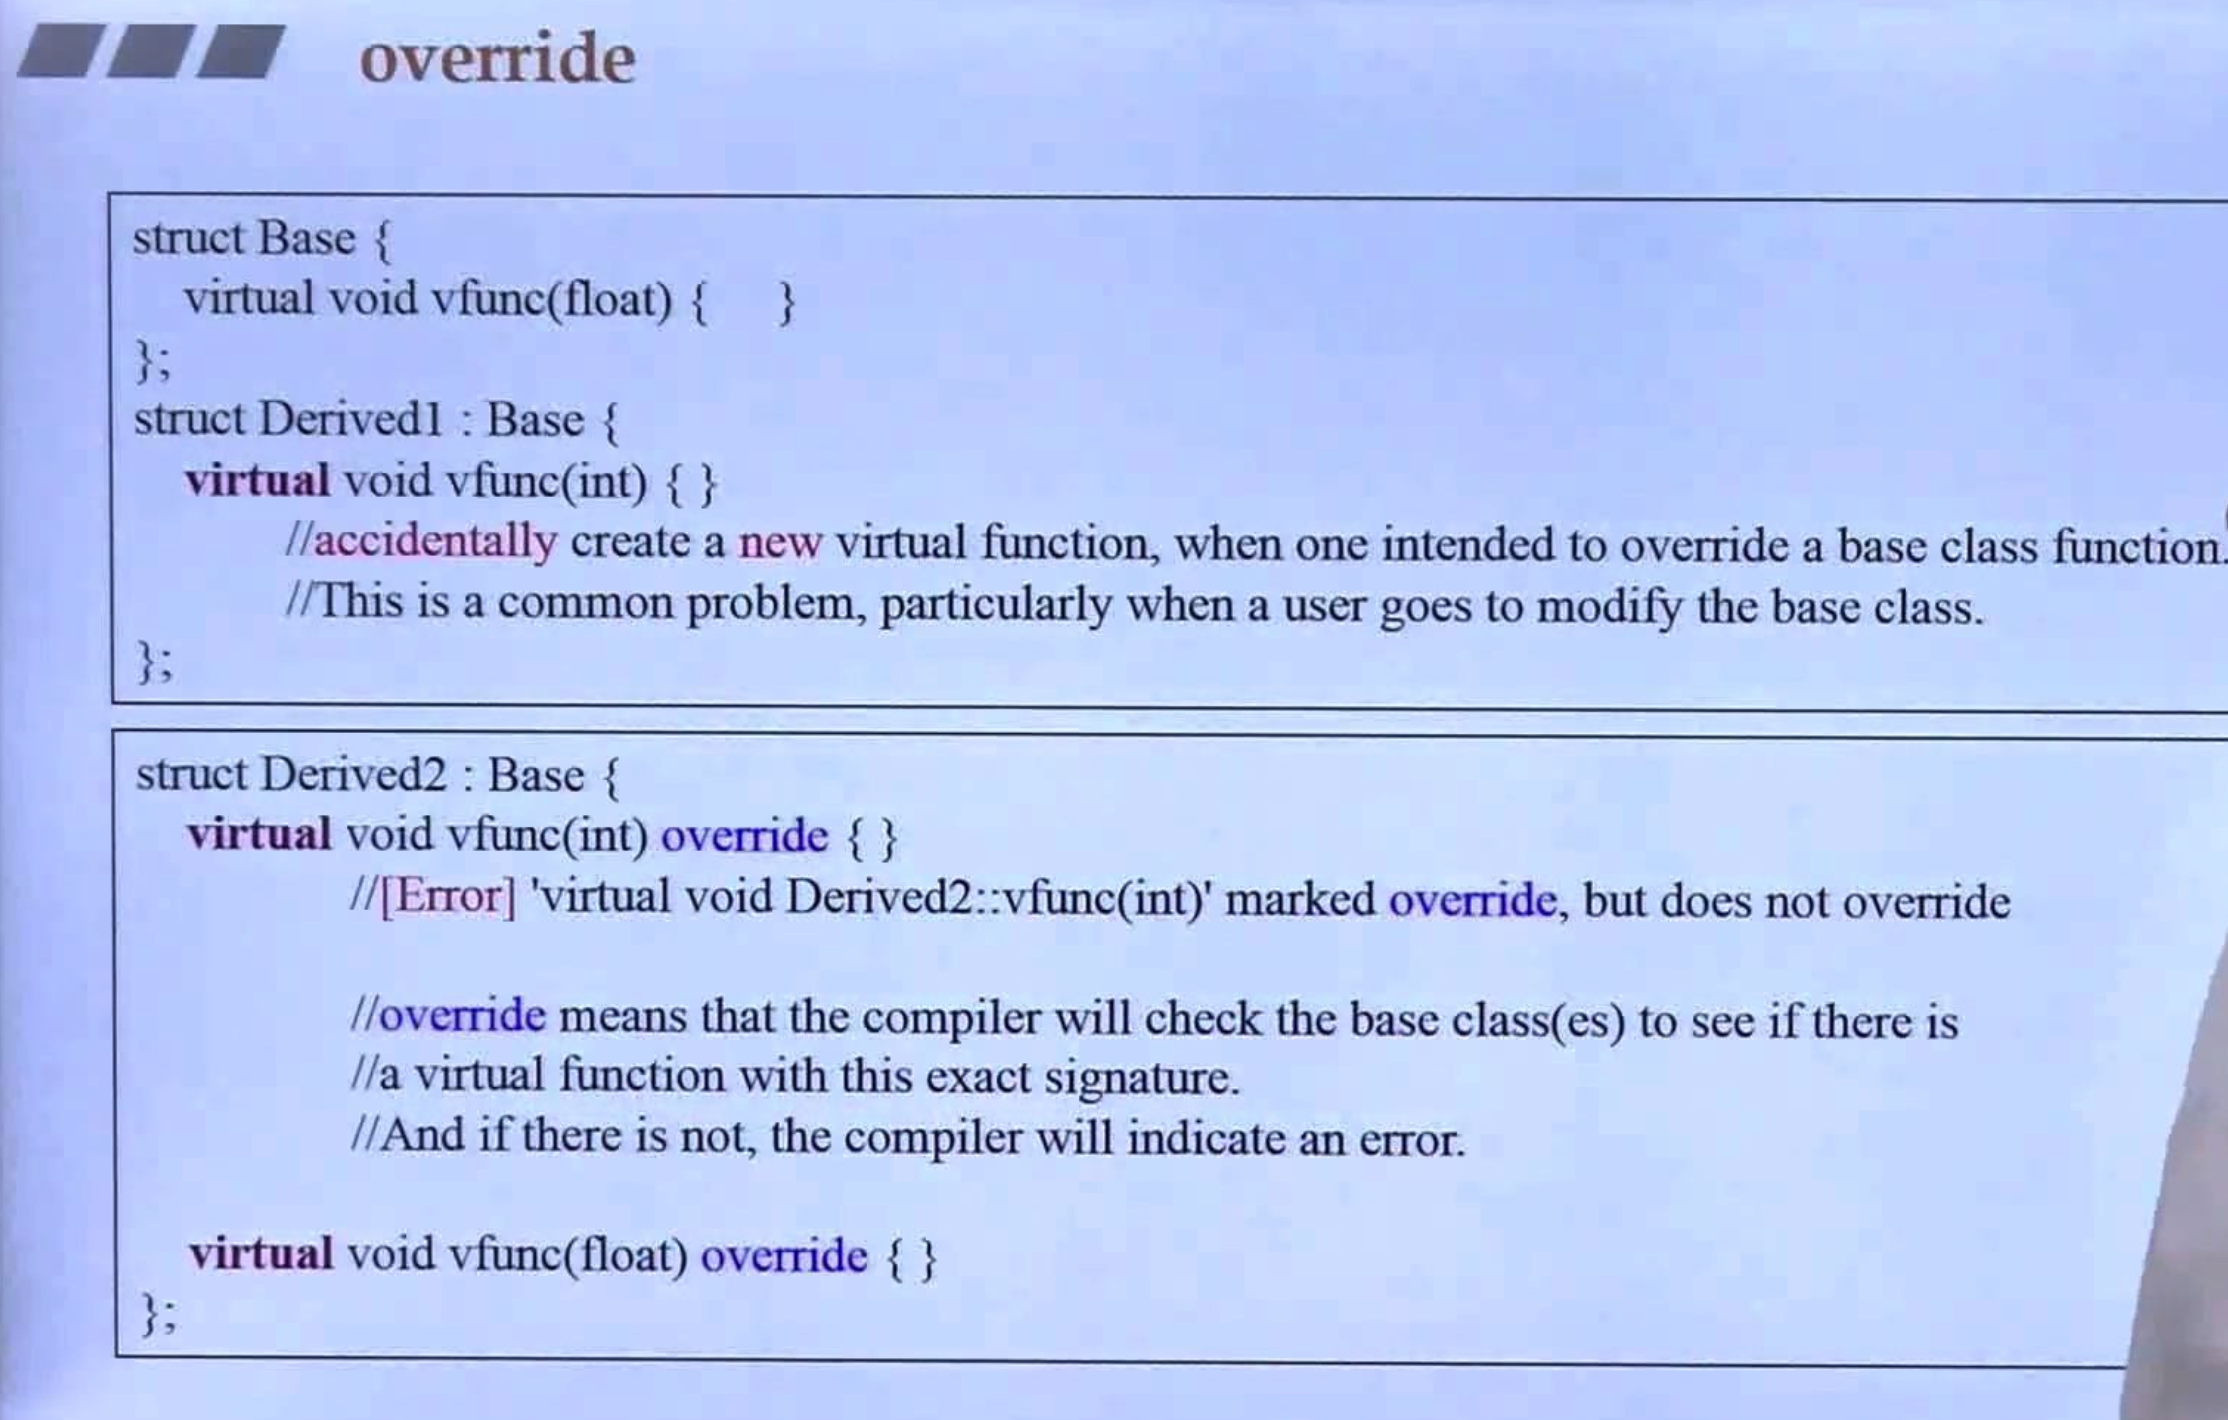 override
struct Base {
virtual void vfunc(float) { }
};
struct Derived1 : Base {
virtual void vfunc(int) { }
//accidentally create a new virtual function, when one intended to override a base class function.
//This is a common problem, particularly when a user goes to modify the base class.
};
struct Derived2 : Base {
virtual void vfunc(int) override { }
//[Error] 'virtual void Derived2::vfunc(int)' marked override, but does not override
//override means that the compiler will check the base class(es) to see if there is
//a virtual function with this exact signature.
//And if there is not, the compiler will indicate an error.
virtual void vfunc(float) override { }
};